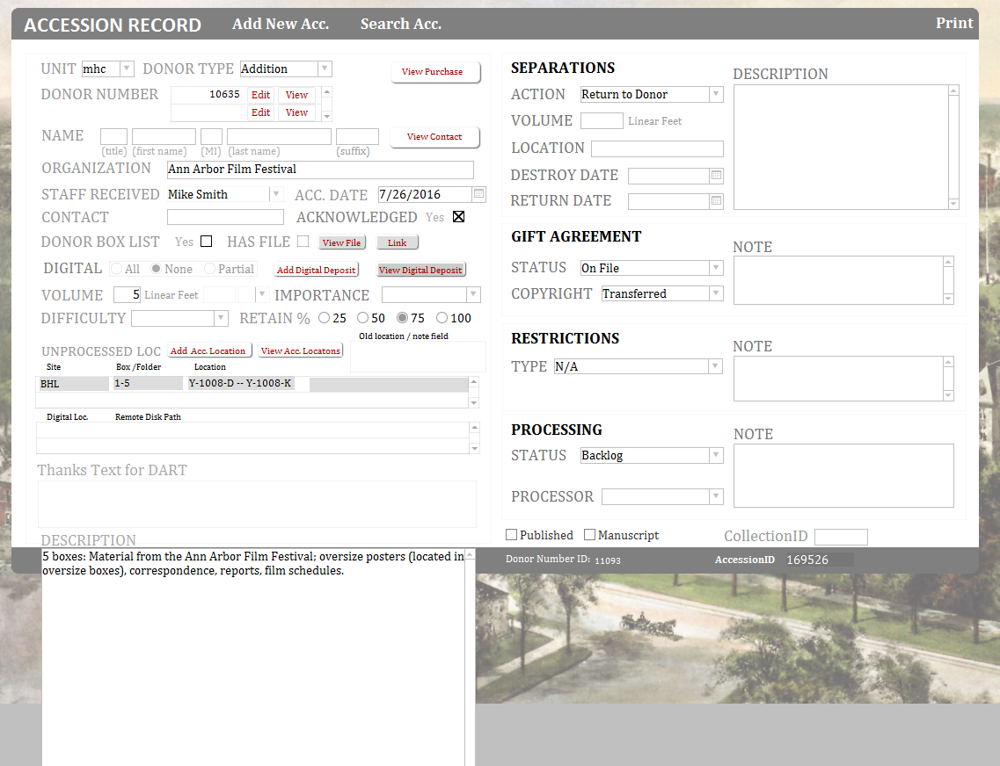 ACCESSION RECORD Add New Acc. Search Acc. Print
UNIT mhc DONOR TYPE Addition View Purchase
DONOR NUMBER 10635 Edit View
Edit View
NAME View Contact
(title) (first name) (MI) (last name) (suffix)
ORGANIZATION Ann Arbor Film Festival
STAFF RECEIVED Mike Smith ACC. DATE 7/26/2016
CONTACT ACKNOWLEDGED Yes
DONOR BOX LIST Yes HAS FILE View File Link
DIGITAL All None Partial Add Digital Deposit View Digital Deposit
VOLUME 5 Linear Feet IMPORTANCE
DIFFICULTY RETAIN % 25 50 75 100
Old location / note field
UNPROCESSED LOC Add Acc. Location View Acc. Locatons
Site Box /Folder Location
BHL 1-5 Y-1008-D -- Y-1008-K
Digital Loc. Remote Disk Path
Thanks Text for DART
DESCRIPTION
5 boxes: Material from the Ann Arbor Film Festival; oversize posters (located in
oversize boxes), correspondence, reports, film schedules.
SEPARATIONS
DESCRIPTION
ACTION Return to Donor
VOLUME Linear Feet
LOCATION
DESTROY DATE
RETURN DATE
GIFT AGREEMENT
NOTE
STATUS On File
COPYRIGHT Transferred
RESTRICTIONS
NOTE
TYPE N/A
PROCESSING
NOTE
STATUS Backlog
PROCESSOR
Published Manuscript CollectionID
Donor Number ID: 11093 AccessionID 169526